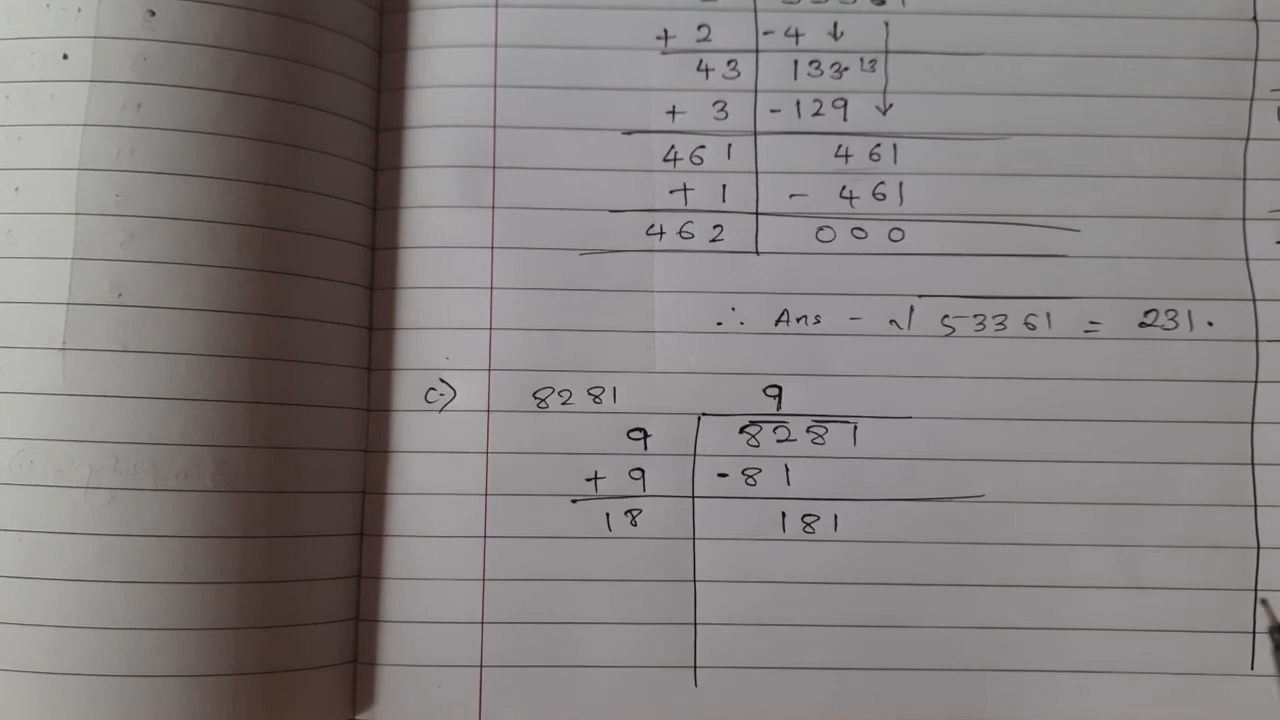 + 2 -4 ↓
43 133 13
+ 3 -129
461 461
+ 1 - 461
462 000
∴ Ans - √53361 = 231.
c.) 8281 9
9 8281
+ 9 -81
18 181